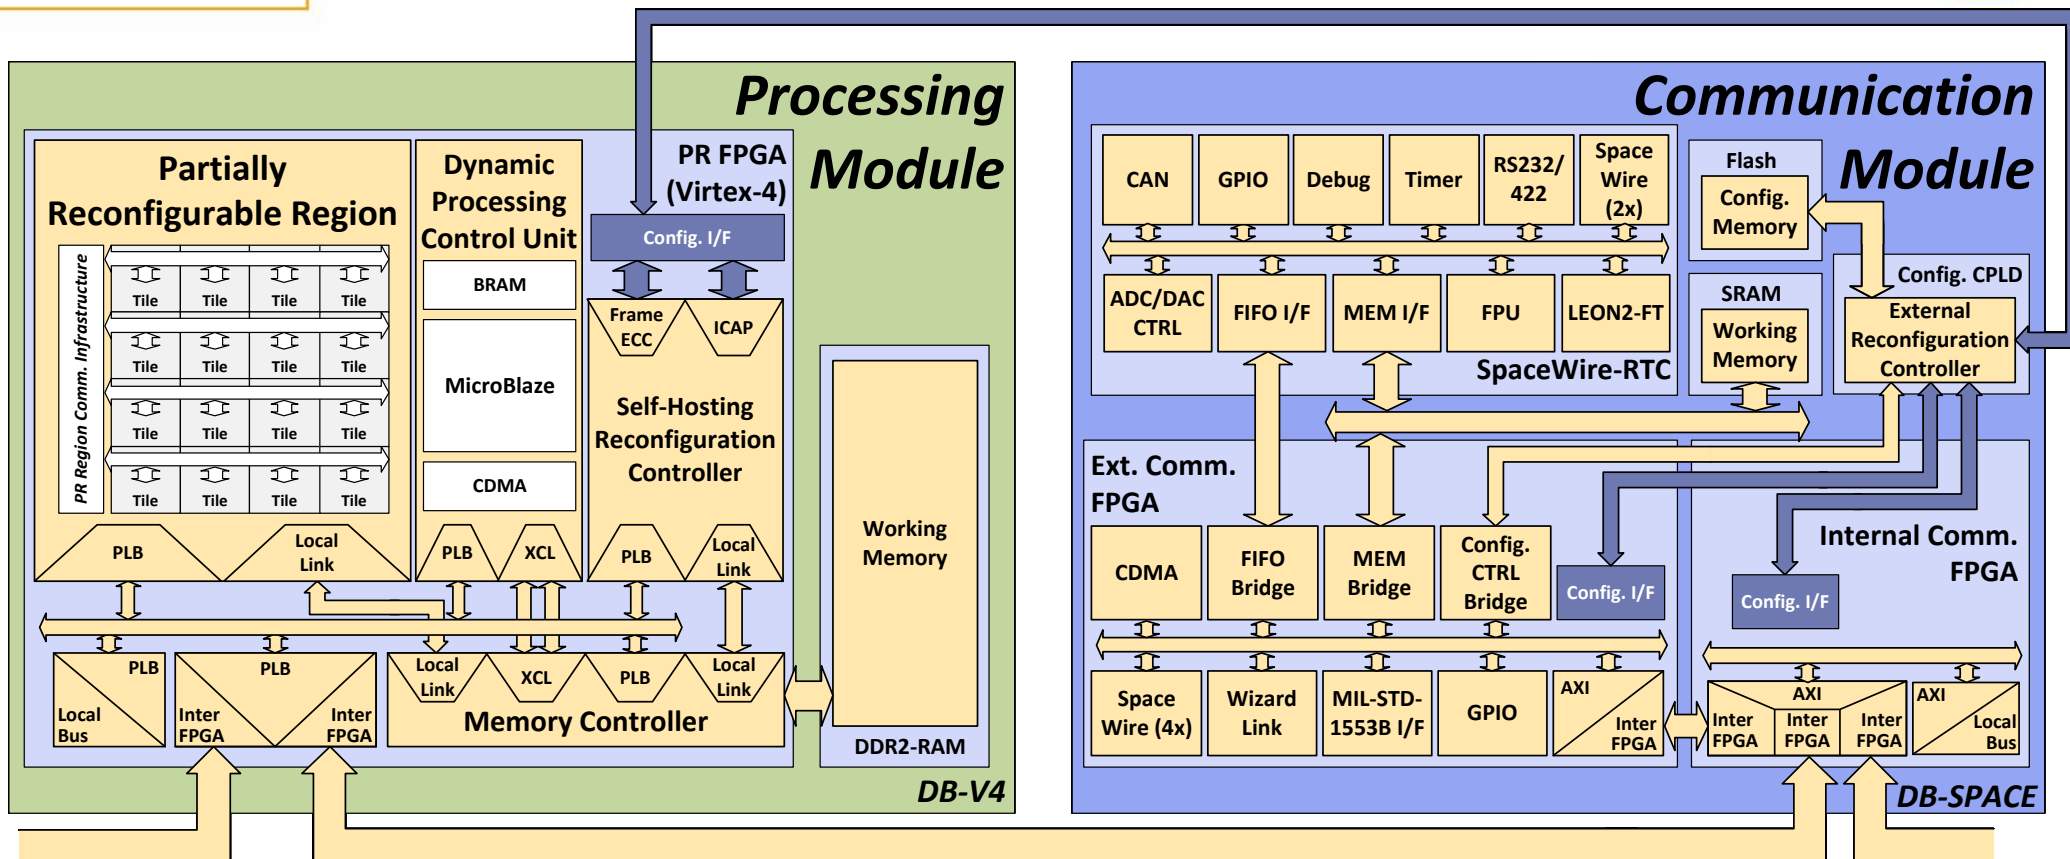 Processing
Module
PR FPGA
(Virtex-4)
Partially
Reconfigurable Region
PR Region Comm. Infrastructure
Tile Tile Tile Tile
Tile Tile Tile Tile
Tile Tile Tile Tile
Tile Tile Tile Tile
PLB
Local
Link
Dynamic
Processing
Control Unit
BRAM
MicroBlaze
CDMA
PLB
XCL
Config. I/F
Frame
ECC
ICAP
Self-Hosting
Reconfiguration
Controller
PLB
Local
Link
PLB
Local
Bus
PLB
Inter
FPGA
Inter
FPGA
Local
Link
XCL
PLB
Local
Link
Memory Controller
Working
Memory
DDR2-RAM
DB-V4
Communication
Module
CAN
GPIO
Debug
Timer
RS232/
422
Space
Wire
(2x)
ADC/DAC
CTRL
FIFO I/F
MEM I/F
FPU
LEON2-FT
SpaceWire-RTC
Flash
Config.
Memory
SRAM
Working
Memory
Config. CPLD
External
Reconfiguration
Controller
Ext. Comm.
FPGA
CDMA
FIFO
Bridge
MEM
Bridge
Config.
CTRL
Bridge
Config. I/F
Space
Wire (4x)
Wizard
Link
MIL-STD-
1553B I/F
GPIO
AXI
Inter
FPGA
Internal Comm.
FPGA
Config. I/F
AXI
Inter
FPGA
Inter
FPGA
Inter
FPGA
AXI
Local
Bus
DB-SPACE